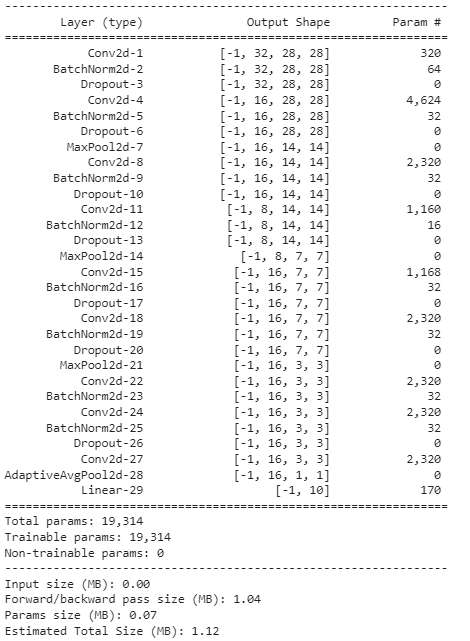 ----------------------------------------------------------------
Layer (type) Output Shape Param #
================================================================
Conv2d-1 [-1, 32, 28, 28] 320
BatchNorm2d-2 [-1, 32, 28, 28] 64
Dropout-3 [-1, 32, 28, 28] 0
Conv2d-4 [-1, 16, 28, 28] 4,624
BatchNorm2d-5 [-1, 16, 28, 28] 32
Dropout-6 [-1, 16, 28, 28] 0
MaxPool2d-7 [-1, 16, 14, 14] 0
Conv2d-8 [-1, 16, 14, 14] 2,320
BatchNorm2d-9 [-1, 16, 14, 14] 32
Dropout-10 [-1, 16, 14, 14] 0
Conv2d-11 [-1, 8, 14, 14] 1,160
BatchNorm2d-12 [-1, 8, 14, 14] 16
Dropout-13 [-1, 8, 14, 14] 0
MaxPool2d-14 [-1, 8, 7, 7] 0
Conv2d-15 [-1, 16, 7, 7] 1,168
BatchNorm2d-16 [-1, 16, 7, 7] 32
Dropout-17 [-1, 16, 7, 7] 0
Conv2d-18 [-1, 16, 7, 7] 2,320
BatchNorm2d-19 [-1, 16, 7, 7] 32
Dropout-20 [-1, 16, 7, 7] 0
MaxPool2d-21 [-1, 16, 3, 3] 0
Conv2d-22 [-1, 16, 3, 3] 2,320
BatchNorm2d-23 [-1, 16, 3, 3] 32
Conv2d-24 [-1, 16, 3, 3] 2,320
BatchNorm2d-25 [-1, 16, 3, 3] 32
Dropout-26 [-1, 16, 3, 3] 0
Conv2d-27 [-1, 16, 3, 3] 2,320
AdaptiveAvgPool2d-28 [-1, 16, 1, 1] 0
Linear-29 [-1, 10] 170
================================================================
Total params: 19,314
Trainable params: 19,314
Non-trainable params: 0
----------------------------------------------------------------
Input size (MB): 0.00
Forward/backward pass size (MB): 1.04
Params size (MB): 0.07
Estimated Total Size (MB): 1.12